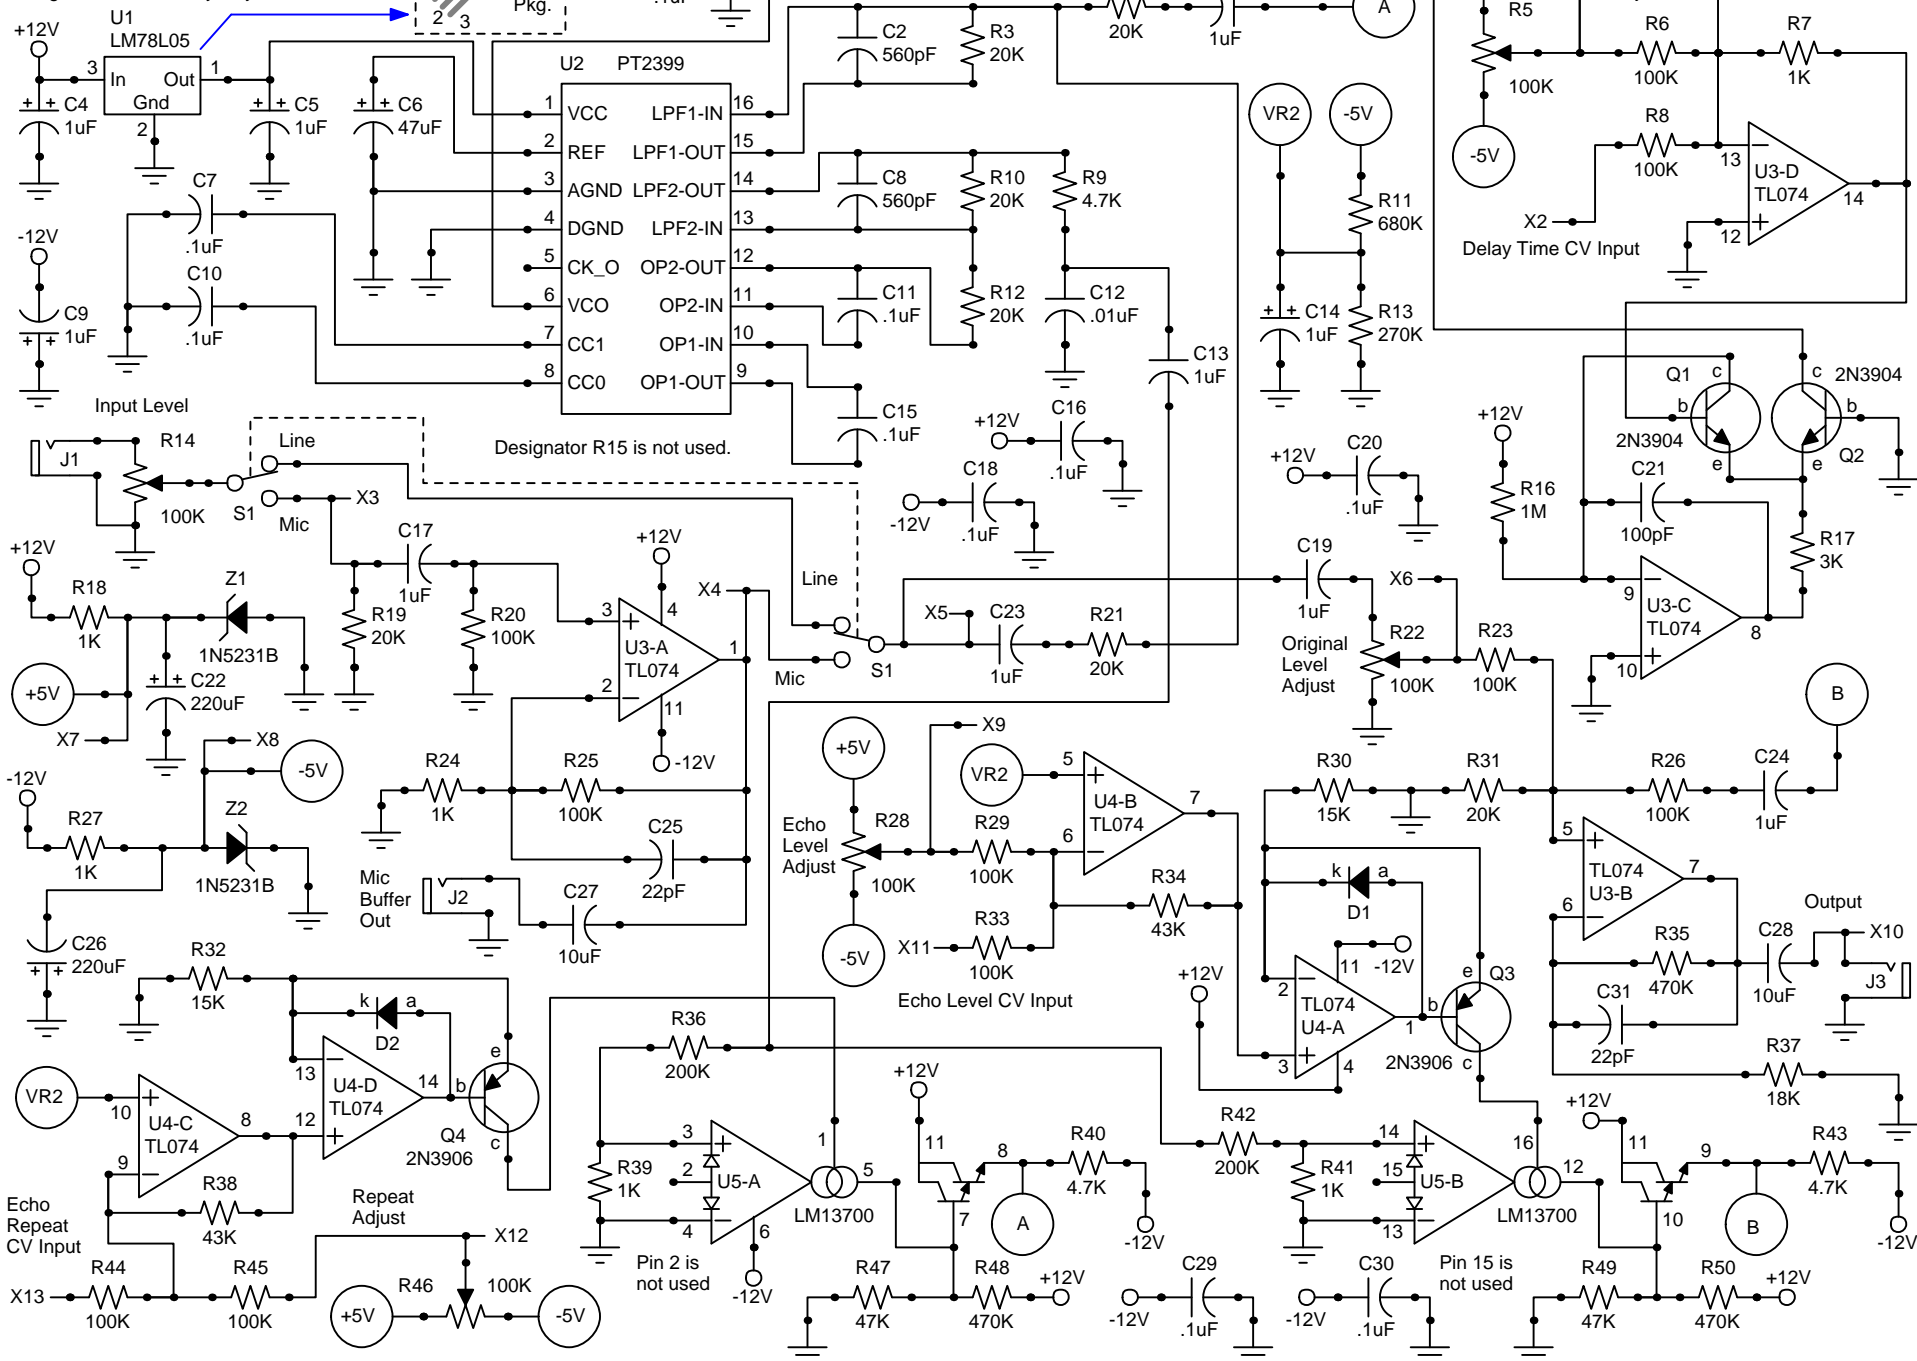 2 3
Pkg.
.1uF
20K
1uF
A
R5
100K
-5V
R6
100K
R7
1K
R8
100K
X2
Delay Time CV Input
13
12
14
U3-D
TL074
+12V
U1
LM78L05
3
In
Out
1
Gnd
2
C4
1uF
C5
1uF
C6
47uF
U2
PT2399
1 VCC
2 REF
3 AGND
4 DGND
5 CK_O
6 VCO
7 CC1
8 CC0
LPF1-IN 16
LPF1-OUT 15
LPF2-OUT 14
LPF2-IN 13
OP2-OUT 12
OP2-IN 11
OP1-IN 10
OP1-OUT 9
C2
560pF
R3
20K
C8
560pF
R10
20K
R9
4.7K
C11
.1uF
R12
20K
C12
.01uF
C13
1uF
C15
.1uF
VR2
-5V
R11
680K
C14
1uF
R13
270K
C7
.1uF
C10
.1uF
-12V
C9
1uF
Input Level
J1
R14
100K
Line
S1
Mic
X3
Designator R15 is not used.
+12V
C16
.1uF
-12V
C18
.1uF
+12V
C20
.1uF
Q1
2N3904
c
b
e
2N3904
Q2
c
b
e
+12V
R16
1M
C21
100pF
R17
3K
9
10
8
U3-C
TL074
+12V
R18
1K
Z1
1N5231B
+5V
C22
220uF
X7
X8
-5V
-12V
R27
1K
Z2
1N5231B
C26
220uF
C17
1uF
R19
20K
R20
100K
+12V
3
4
U3-A
TL074
1
2
11
-12V
R24
1K
R25
100K
C25
22pF
Mic
Buffer
Out
J2
C27
10uF
X4
Line
Mic
S1
X5
C23
1uF
R21
20K
C19
1uF
X6
Original
Level
Adjust
R22
100K
R23
100K
B
+5V
Echo
Level
Adjust
R28
100K
-5V
X9
VR2
R29
100K
X11
R33
100K
Echo Level CV Input
5
6
7
U4-B
TL074
R34
43K
R30
15K
R31
20K
R26
100K
C24
1uF
k
a
D1
2
3
11
-12V
TL074
U4-A
1
4
+12V
Q3
e
b
c
2N3906
5
6
7
TL074
U3-B
R35
470K
C31
22pF
C28
10uF
Output
X10
J3
R37
18K
R32
15K
k
a
D2
13
12
14
U4-D
TL074
Q4
2N3906
e
b
c
VR2
10
9
8
U4-C
TL074
R38
43K
Echo
Repeat
CV Input
X13
R44
100K
R45
100K
Repeat
Adjust
X12
R46
100K
+5V
-5V
R36
200K
R39
1K
3
2
4
U5-A
1
5
6
-12V
LM13700
Pin 2 is
not used
+12V
11
8
7
A
R40
4.7K
-12V
R47
47K
R48
470K
+12V
-12V
C29
.1uF
-12V
C30
.1uF
R42
200K
R41
1K
14
15
13
U5-B
16
12
LM13700
Pin 15 is
not used
+12V
11
9
10
B
R43
4.7K
-12V
R49
47K
R50
470K
+12V